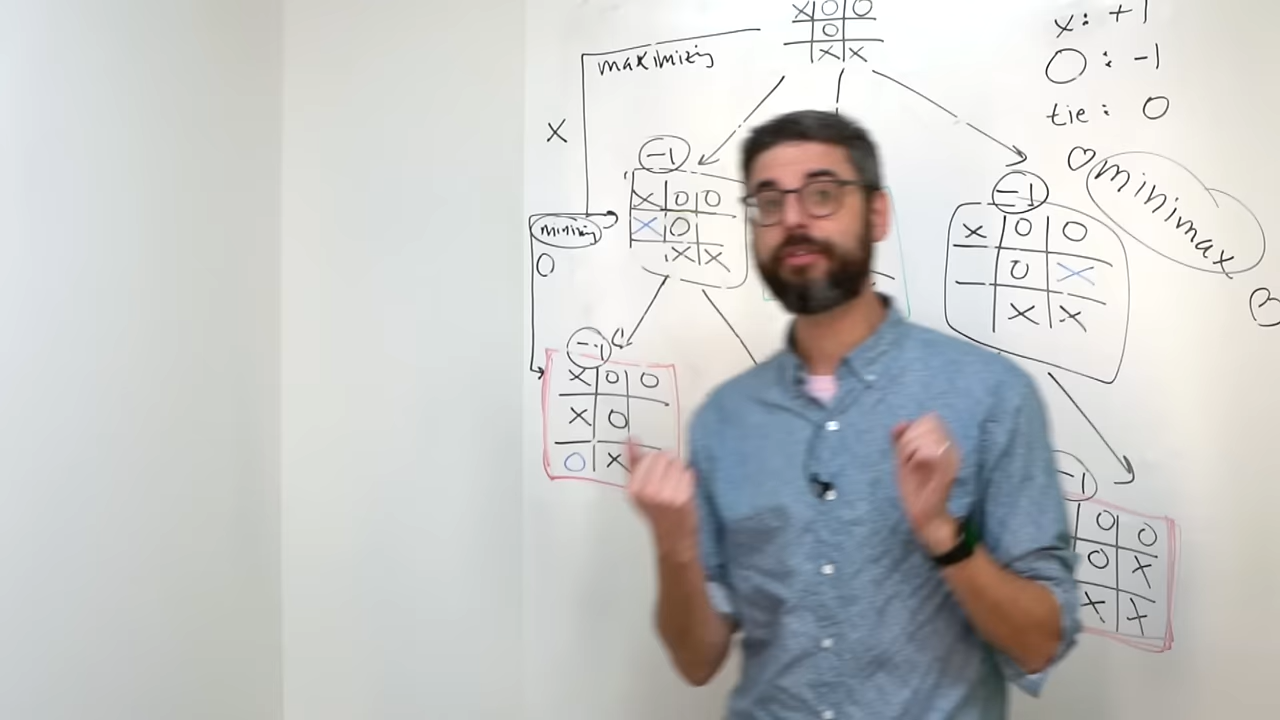 X O O
O
X X
x: +1
O: -1
tie: 0
maximizing
X
minimizing
O
minimax
-1
X O O
X O
X X
-1
X O O
O X
X X
-1
X O O
X O
O X
-1
O O
O X
X X